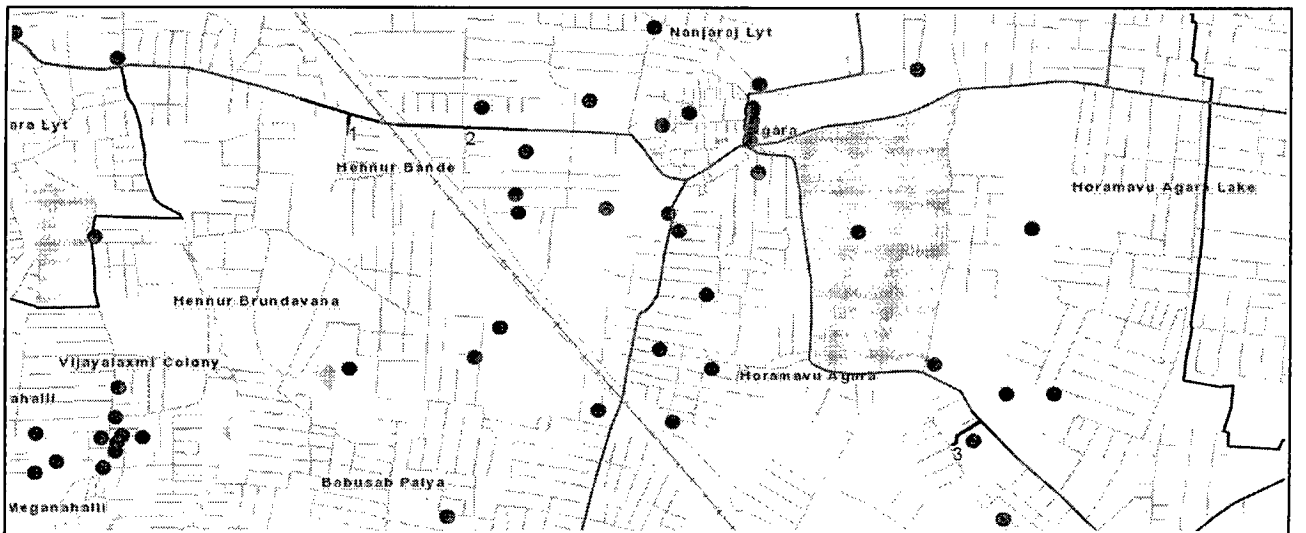 Nanjaraj Lyt
ara Lyt
1
2
gara
Hennur Bande
Horamavu Agara Lake
Hennur Brundavana
Vijayalaxmi Colony
Horamavu Agara
ahalli
3
Babusab Palya
Meganahalli